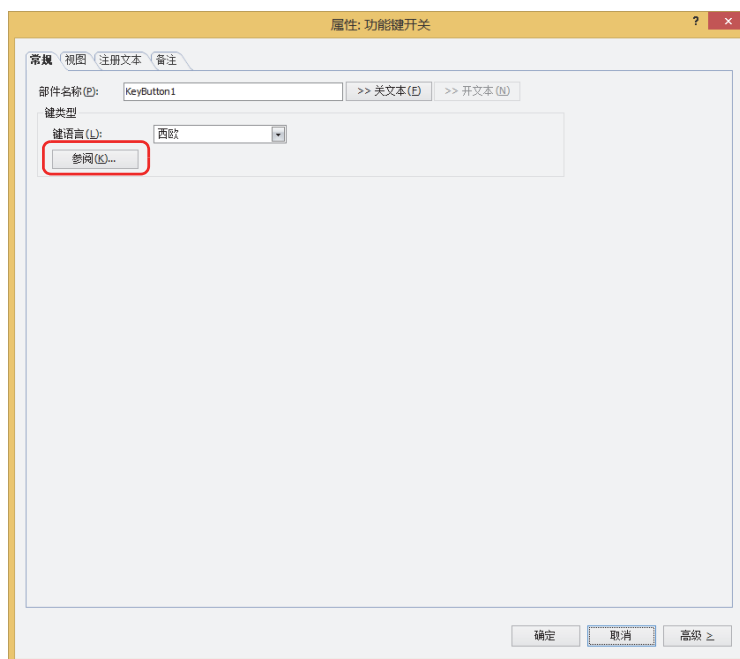 属性: 功能键开关
? ×
常规 视图 注册文本 备注
部件名称(P): KeyButton1 >> 关文本(F) >> 开文本(N)
键类型
键语言(L): 西欧
参阅(K)...
确定 取消 高级 ≥